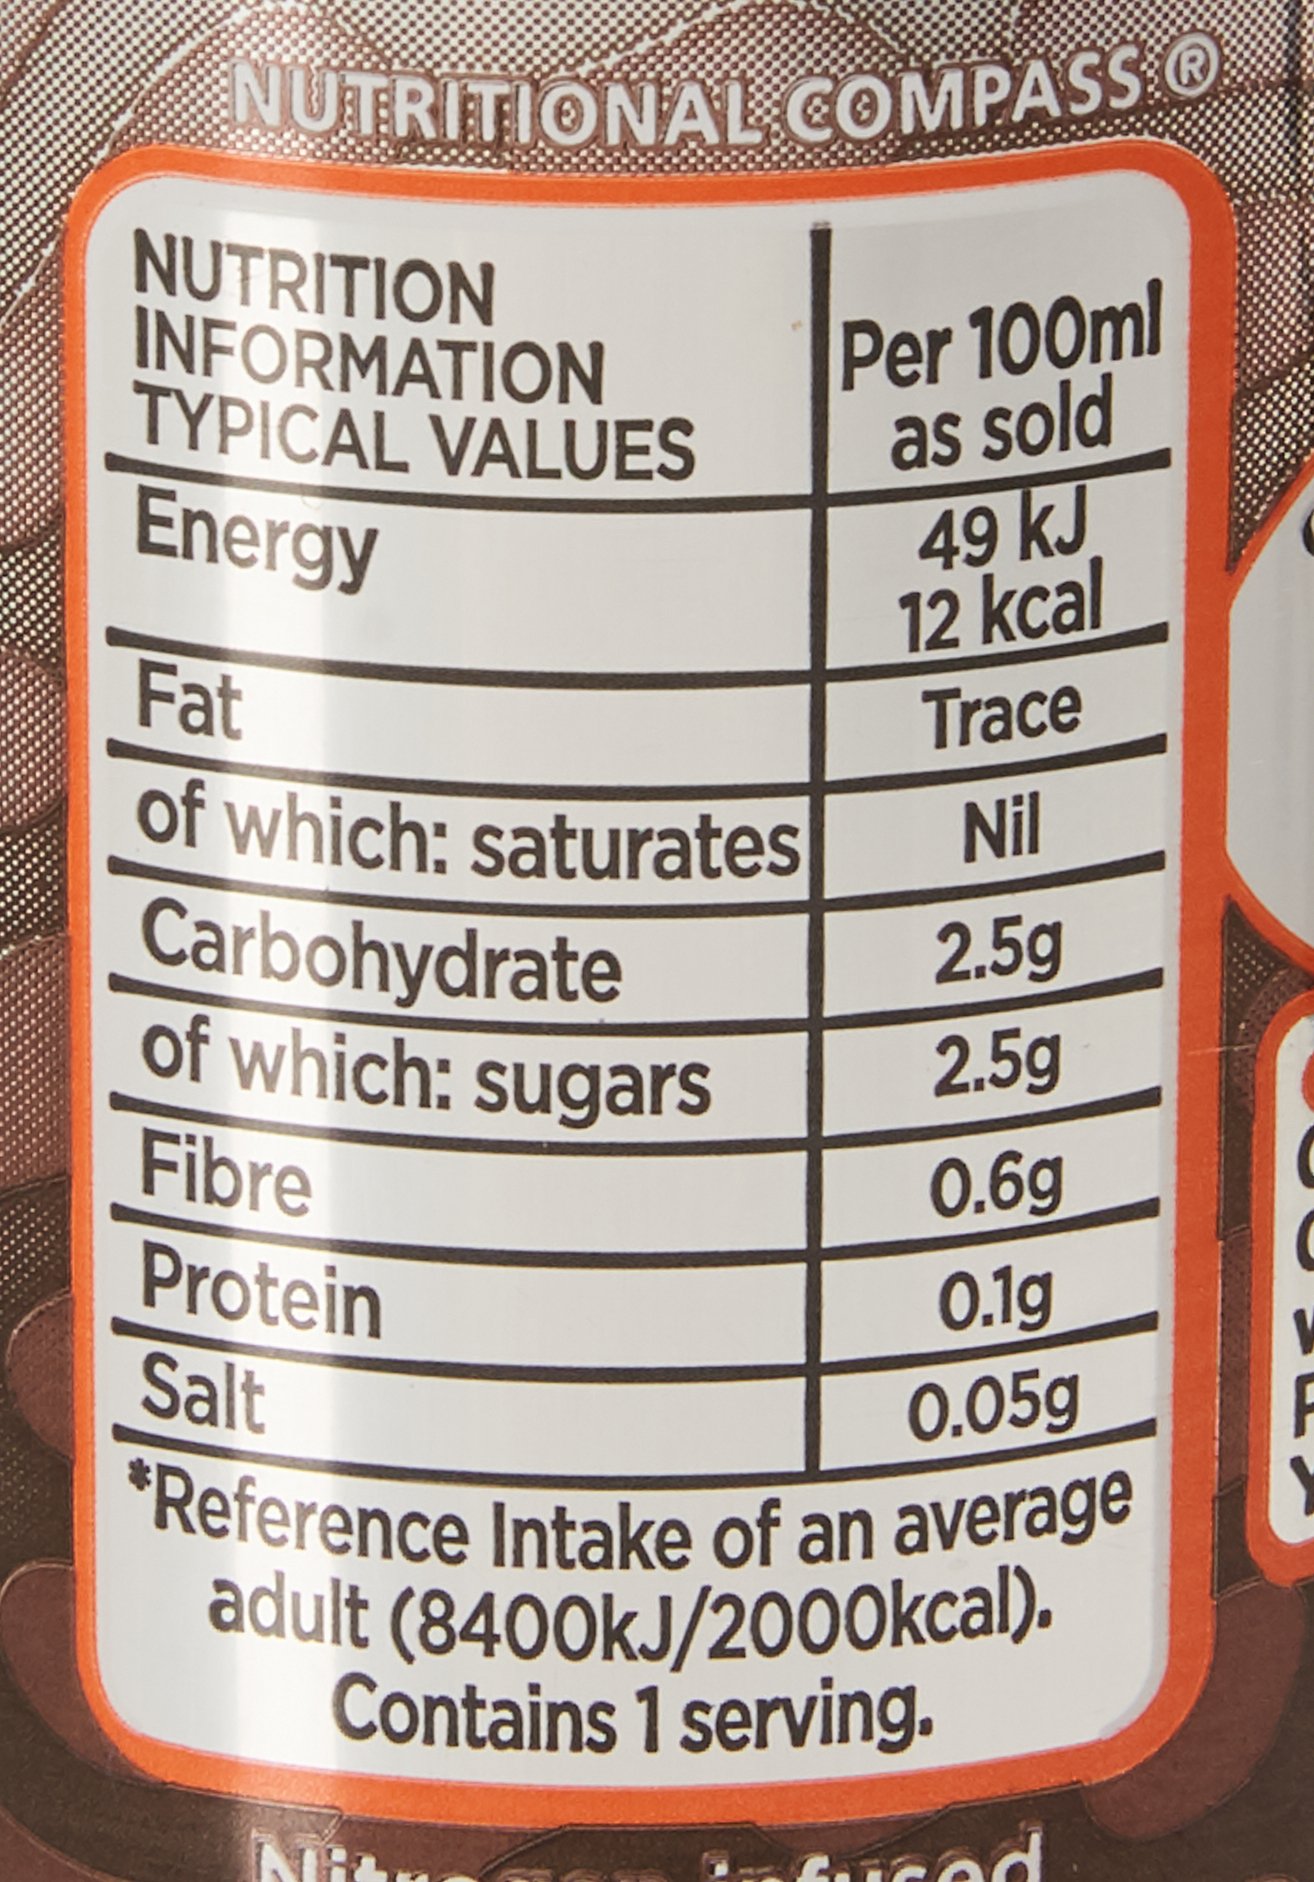 NUTRITIONAL COMPASS ®
NUTRITION
INFORMATION
TYPICAL VALUES
Per 100ml
as sold
Energy
49 kJ
12 kcal
Fat Trace
of which: saturates Nil
Carbohydrate 2.5g
of which: sugars 2.5g
Fibre 0.6g
Protein 0.1g
Salt 0.05g
*Reference Intake of an average
adult (8400kJ/2000kcal).
Contains 1 serving.
Nitrogen infused